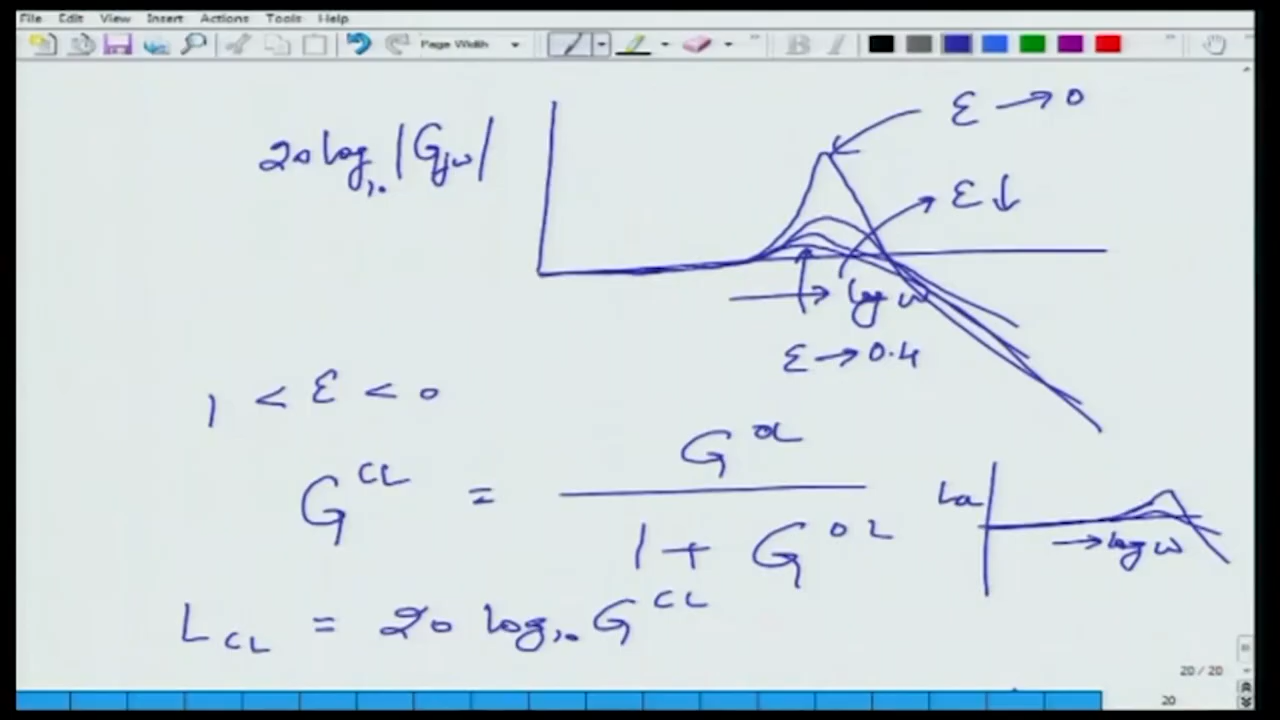 File Edit View Insert Actions Tools Help
Page Width
20 log₁₀ |Gjω|
ε → 0
ε ↓
→ log ω
ε → 0.4
1 < ε < 0
G^CL = G^OL / 1 + G^OL
→ log ω
L_CL = 20 log₁₀ G^CL
20 / 20
20